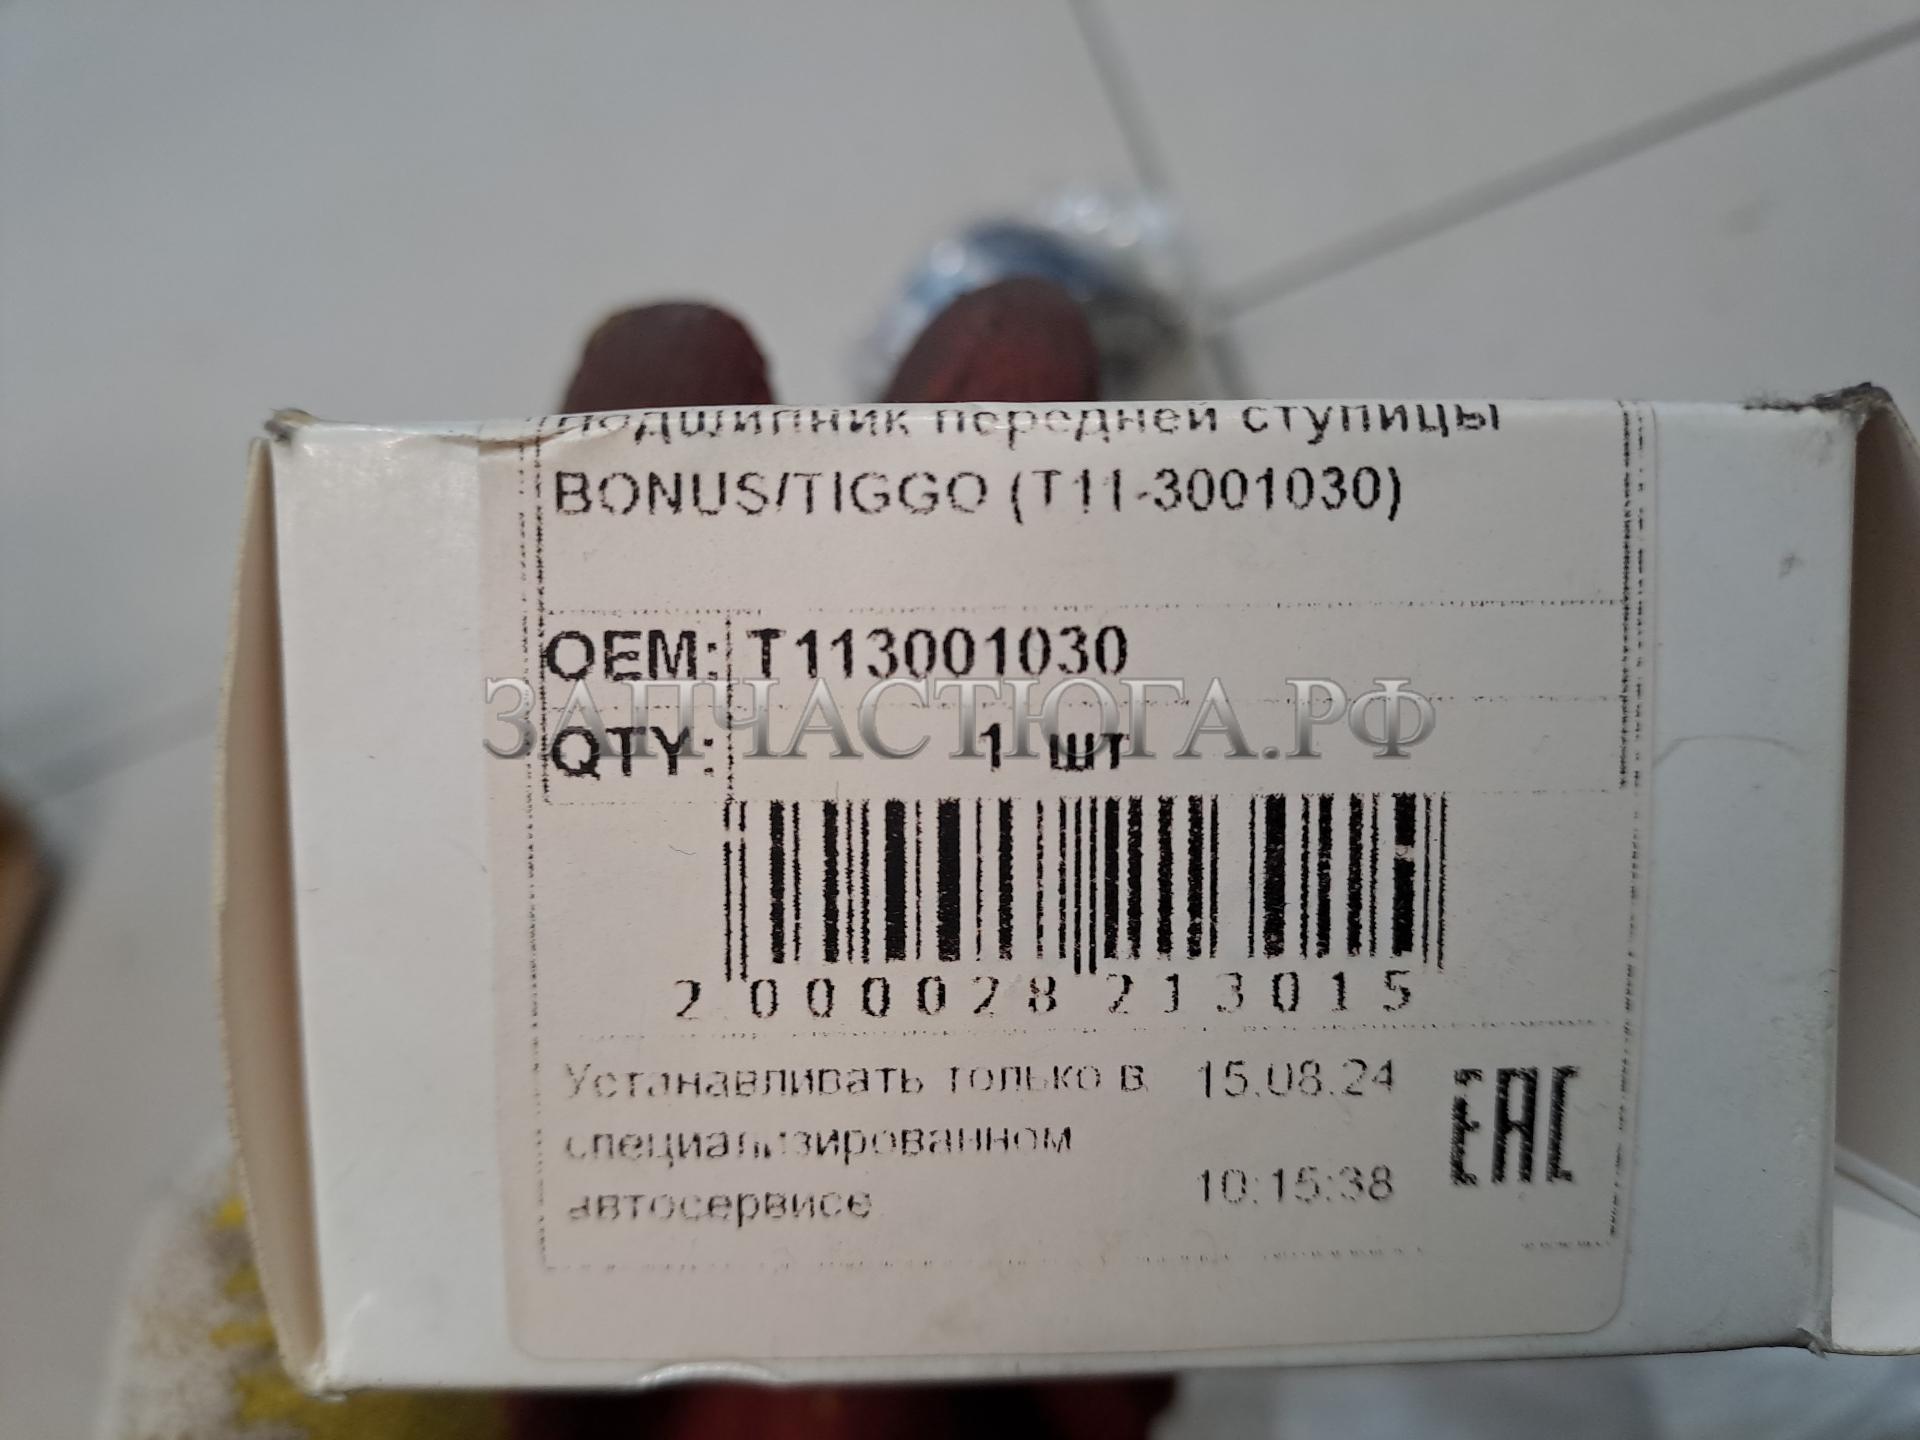 Подшипник передней ступицы
BONUS/TIGGO (T11-3001030)
OEM: T113001030
ЗАПЧАСТЮГА.РФ
QTY: 1 шт
2 000028 213015
Устанавливать только в 15.08.24
специализированном
10:15:38
автосервисе
EAC